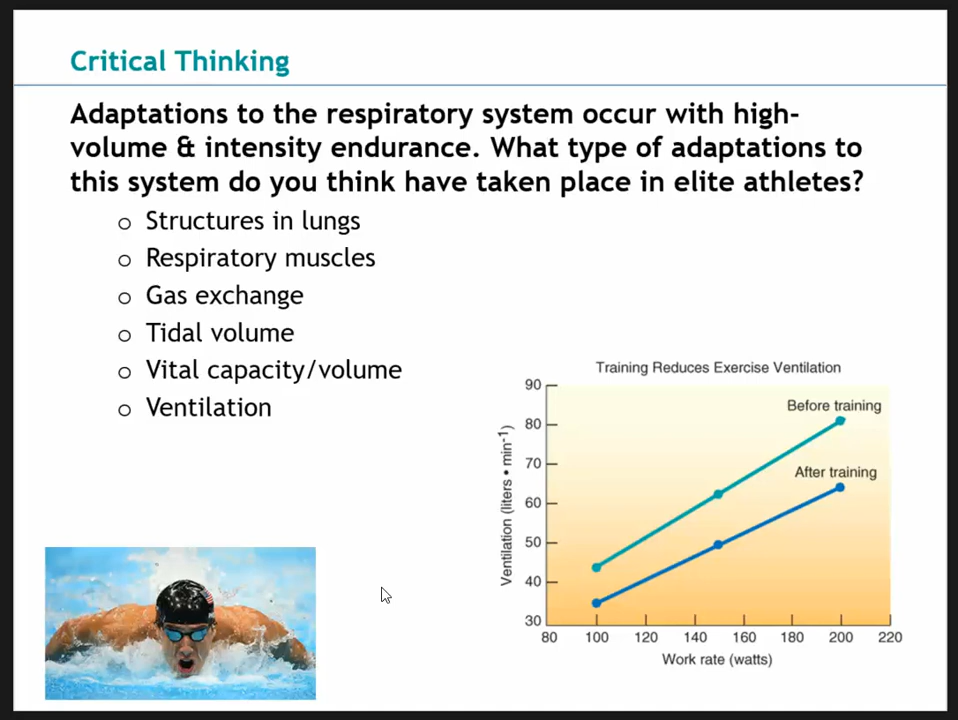 Critical Thinking
Adaptations to the respiratory system occur with high-
volume & intensity endurance. What type of adaptations to
this system do you think have taken place in elite athletes?
o Structures in lungs
o Respiratory muscles
o Gas exchange
o Tidal volume
o Vital capacity/volume
o Ventilation
Training Reduces Exercise Ventilation
90
80
70
60
50
40
30
Ventilation (liters • min⁻¹)
Before training
After training
80 100 120 140 160 180 200 220
Work rate (watts)